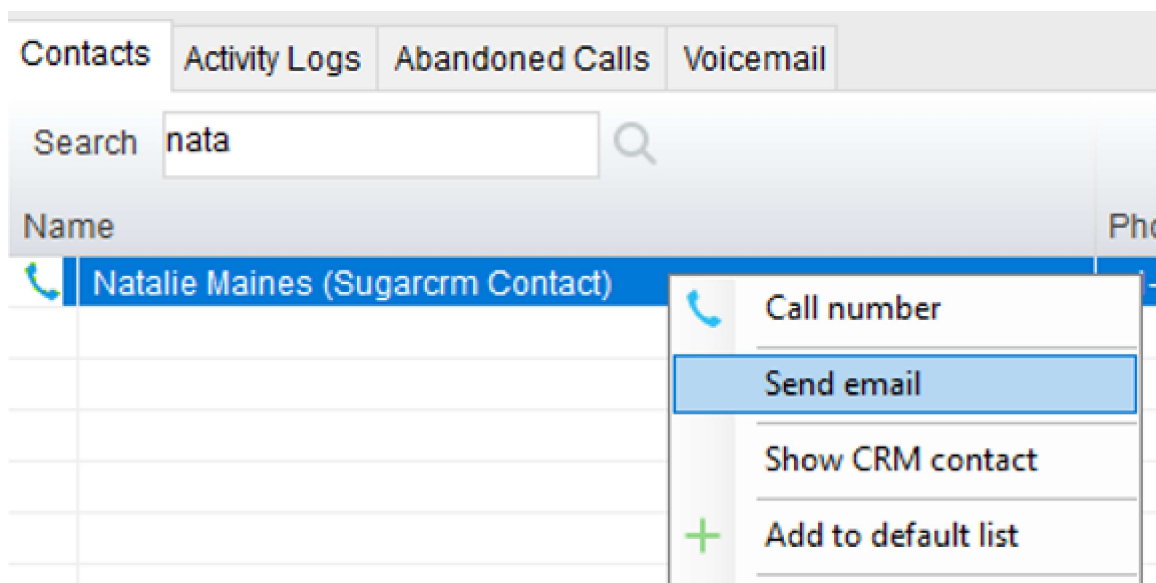 Contacts Activity Logs Abandoned Calls Voicemail
Search nata
Name
Natalie Maines (Sugarcrm Contact)
Call number
Send email
Show CRM contact
Add to default list